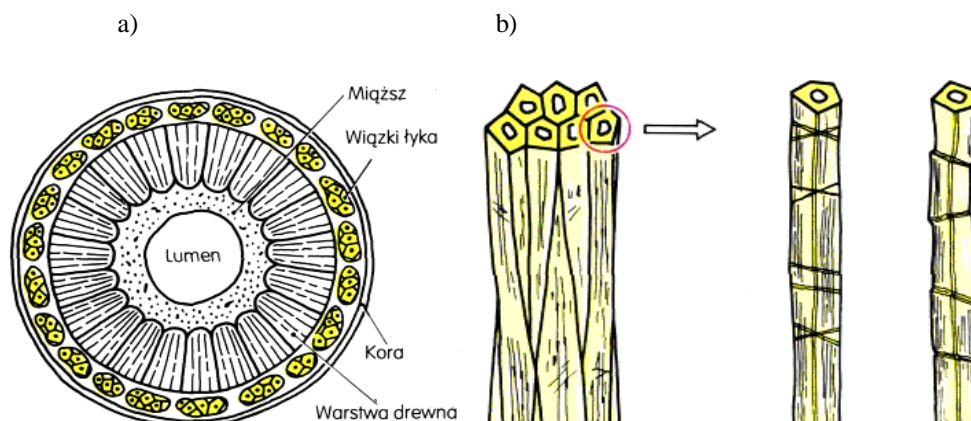 a) b)
Miąższ
Wiązki łyka
Lumen
Kora
Warstwa drewna